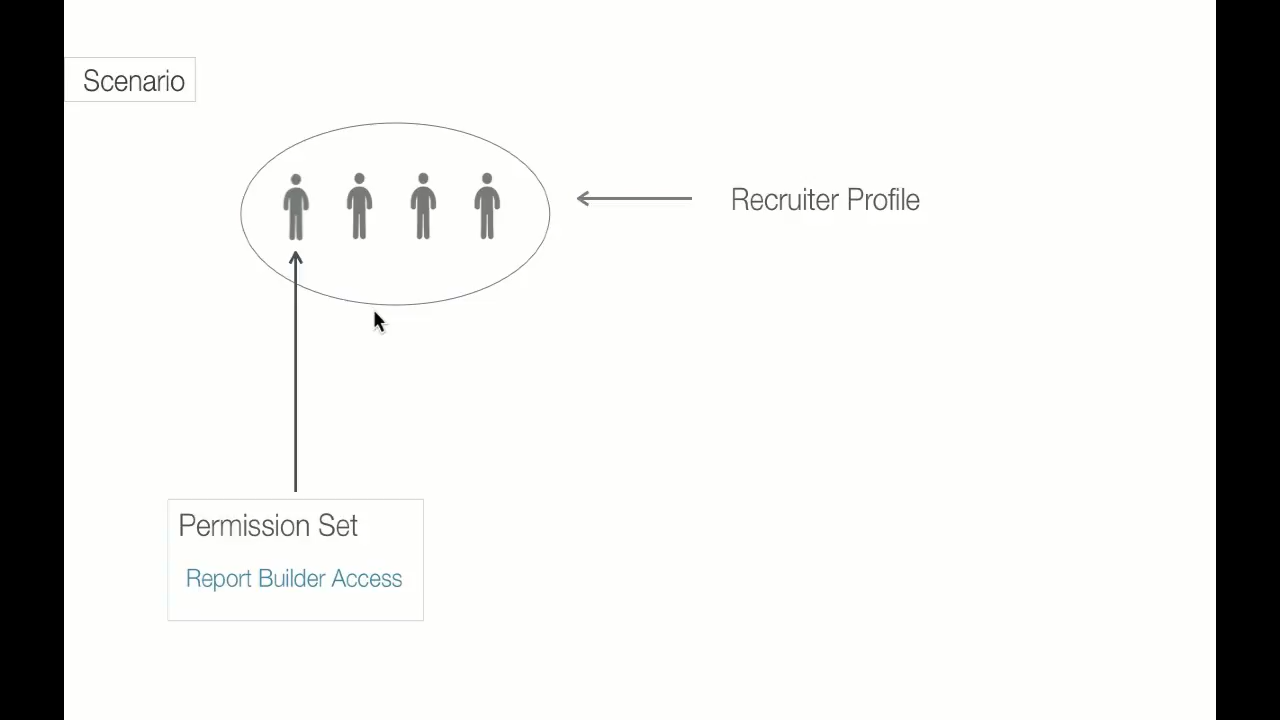 Scenario
Recruiter Profile
Permission Set
Report Builder Access